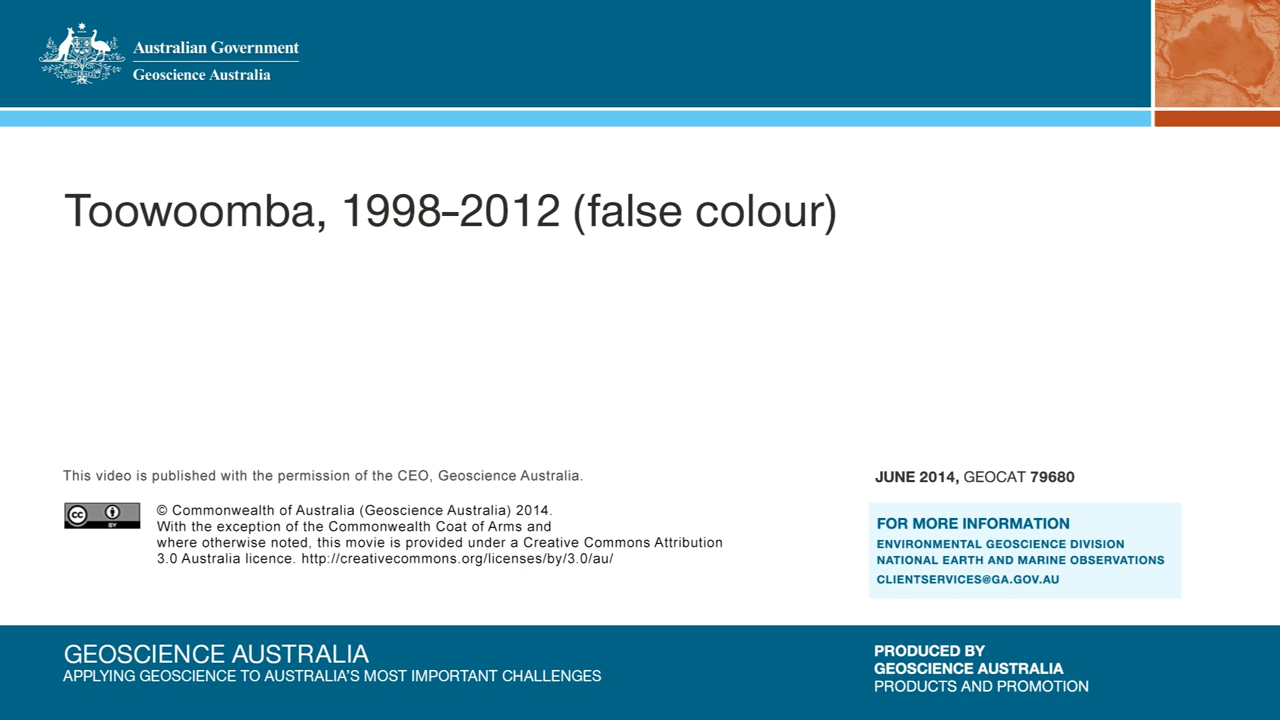 Australian Government
Geoscience Australia
Toowoomba, 1998–2012 (false colour)
This video is published with the permission of the CEO, Geoscience Australia.
cc
BY
© Commonwealth of Australia (Geoscience Australia) 2014.
With the exception of the Commonwealth Coat of Arms and
where otherwise noted, this movie is provided under a Creative Commons Attribution
3.0 Australia licence. http://creativecommons.org/licenses/by/3.0/au/
JUNE 2014, GEOCAT 79680
FOR MORE INFORMATION
ENVIRONMENTAL GEOSCIENCE DIVISION
NATIONAL EARTH AND MARINE OBSERVATIONS
CLIENTSERVICES@GA.GOV.AU
GEOSCIENCE AUSTRALIA
APPLYING GEOSCIENCE TO AUSTRALIA'S MOST IMPORTANT CHALLENGES
PRODUCED BY
GEOSCIENCE AUSTRALIA
PRODUCTS AND PROMOTION